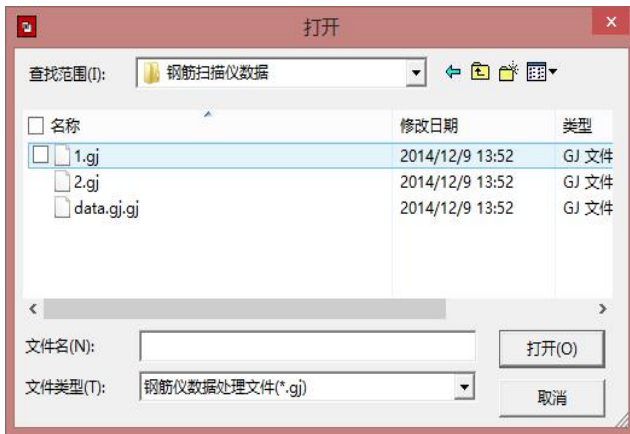 打开
查找范围(I): 钢筋扫描仪数据
名称 修改日期 类型
1.gj 2014/12/9 13:52 GJ 文件
2.gj 2014/12/9 13:52 GJ 文件
data.gj.gj 2014/12/9 13:52 GJ 文件
文件名(N): 打开(O)
文件类型(T): 钢筋仪数据处理文件(*.gj) 取消